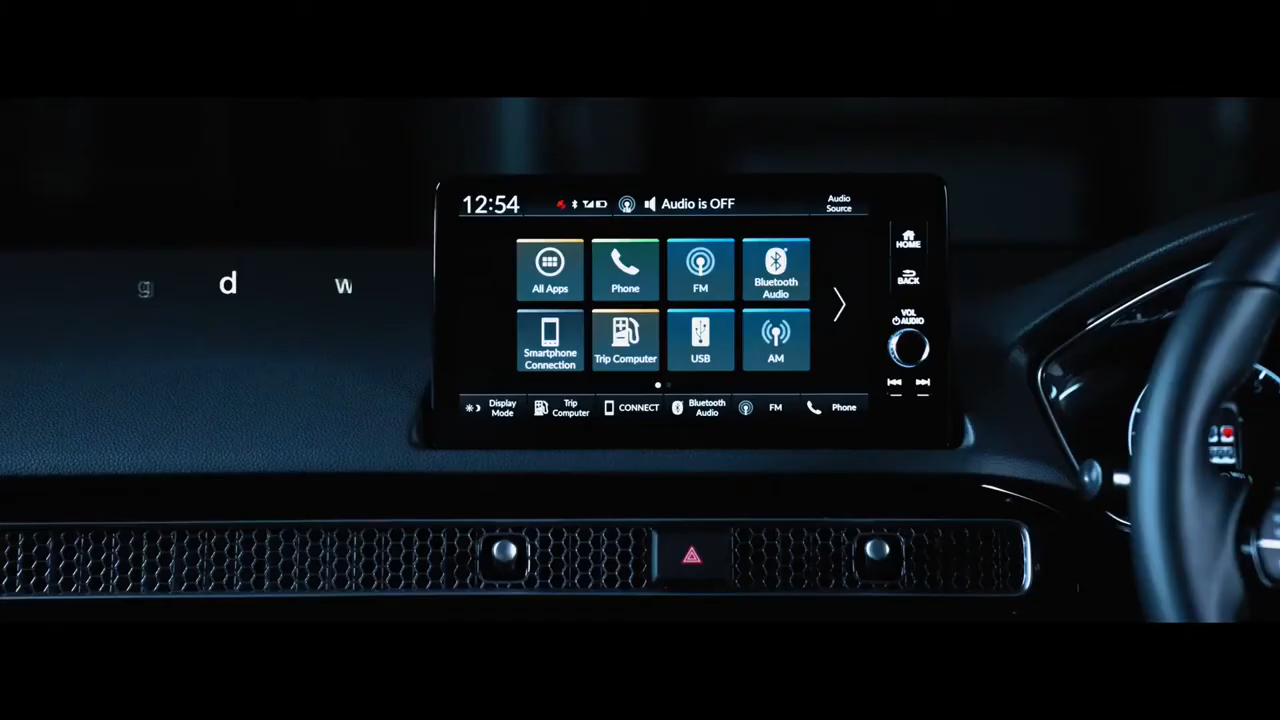 12:54
Audio is OFF
Audio
Source
All Apps
Phone
FM
Bluetooth
Audio
Smartphone
Connection
Trip Computer
USB
AM
Display
Mode
Trip
Computer
CONNECT
Bluetooth
Audio
FM
Phone
HOME
BACK
VOL
AUDIO
g d w